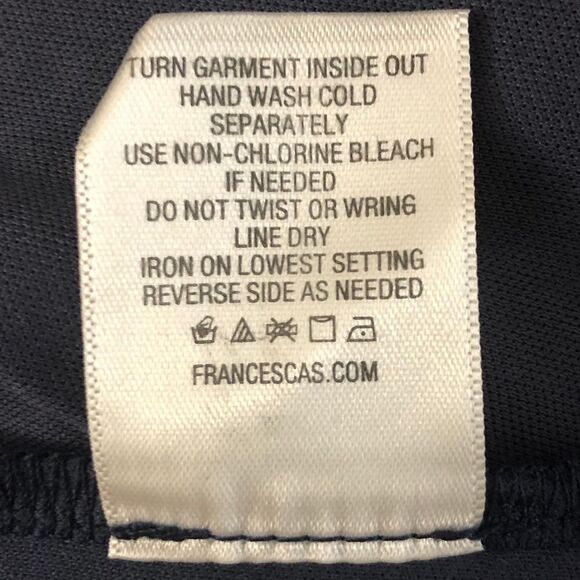 TURN GARMENT INSIDE OUT
HAND WASH COLD
SEPARATELY
USE NON-CHLORINE BLEACH
IF NEEDED
DO NOT TWIST OR WRING
LINE DRY
IRON ON LOWEST SETTING
REVERSE SIDE AS NEEDED
FRANCESCAS.COM